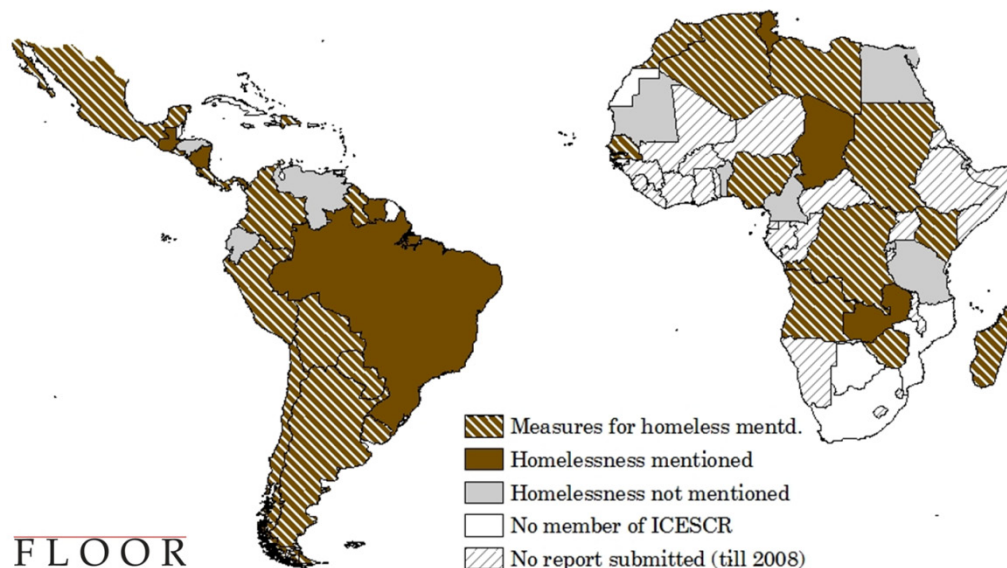 Measures for homeless mentd.
Homelessness mentioned
Homelessness not mentioned
No member of ICESCR
No report submitted (till 2008)
FLOOR